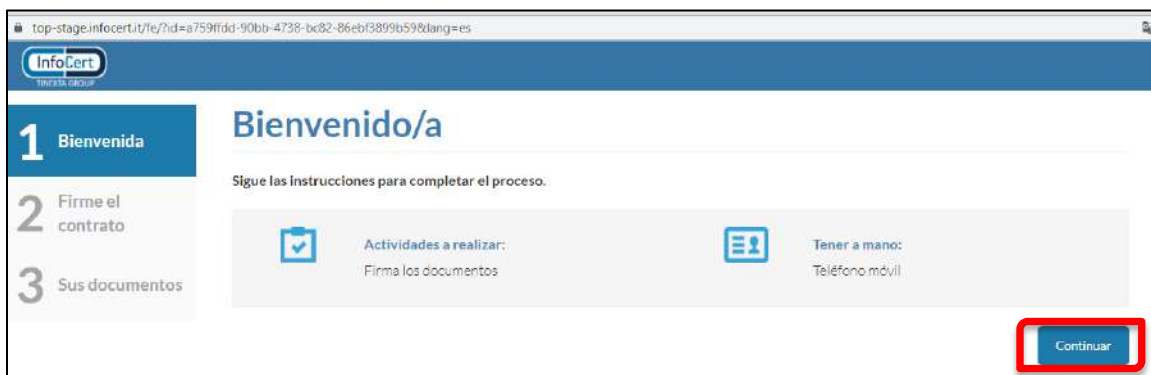 top-stage.infocert.it/fe/?id=a759ffdd-90bb-4738-bc82-86ebf3899b59&lang=es
InfoCert
TINEXTA GROUP
1 Bienvenida
2 Firme el
contrato
3 Sus documentos
Bienvenido/a
Sigue las instrucciones para completar el proceso.
Actividades a realizar:
Firma los documentos
Tener a mano:
Teléfono móvil
Continuar